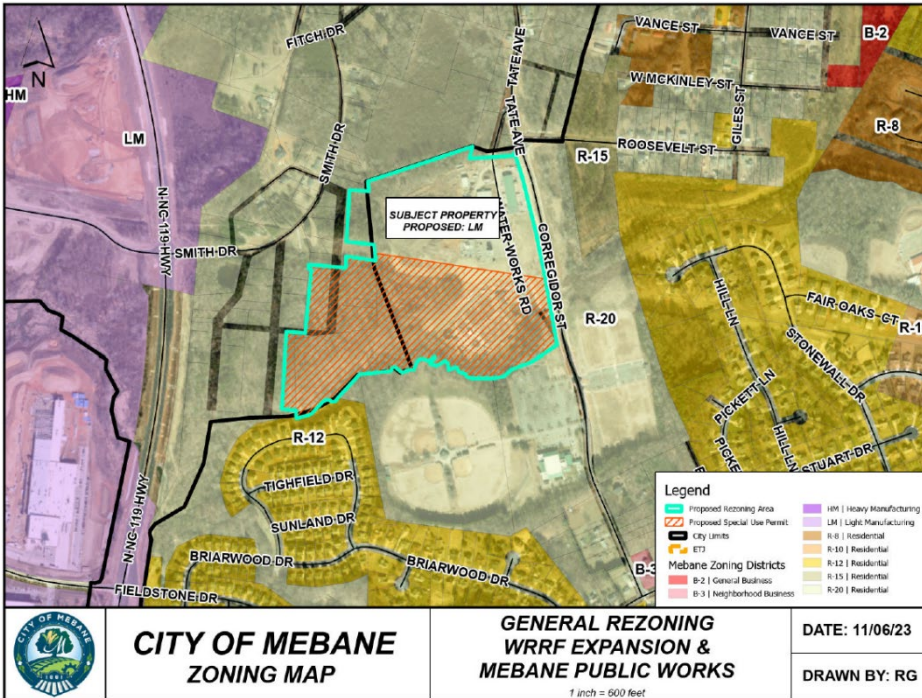 FITCH DR
TATE AVE
TATE AVE
VANCE ST
VANCE ST
B-2
W MCKINLEY ST
GILES ST
R-8
HM
LM
SMITH DR
R-15
ROOSEVELT ST
N
N-NC-119 HWY
SUBJECT PROPERTY
PROPOSED: LM
SMITH DR
WATER-WORKS RD
CORREGIDOR ST
HILL-LN
FAIR OAKS CT
R-20
R-1
STONEWALL DR
PICKETT LN
HILL-LN
STUART DR
R-12
TIGHFIELD DR
SUNLAND DR
N-NC-119 HWY
BRIARWOOD DR
BRIARWOOD DR
FIELDSTONE DR
B-3
Legend
Proposed Rezoning Area
Proposed Special Use Permit
City Limits
ETJ
Mebane Zoning Districts
B-2 | General Business
B-3 | Neighborhood Business
HM | Heavy Manufacturing
LM | Light Manufacturing
R-8 | Residential
R-10 | Residential
R-12 | Residential
R-15 | Residential
R-20 | Residential
CITY OF MEBANE
1881
CITY OF MEBANE
ZONING MAP
GENERAL REZONING
WRRF EXPANSION &
MEBANE PUBLIC WORKS
1 inch = 600 feet
DATE: 11/06/23
DRAWN BY: RG